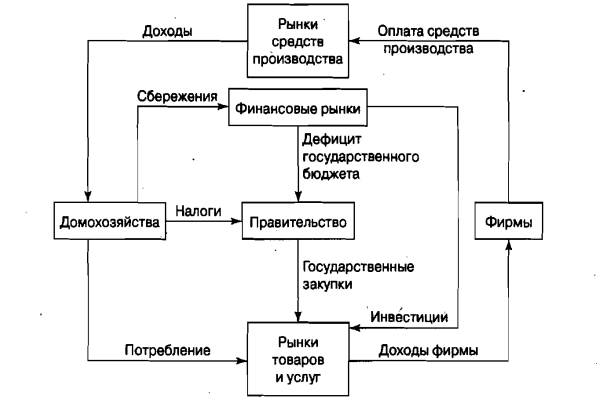 Доходы
Рынки
средств
производства
Оплата средств
производства
Сбережения
Финансовые рынки
Дефицит
государственного
бюджета
Домохозяйства
Налоги
Правительство
Фирмы
Государственные
закупки
Инвестиции
Потребление
Рынки
товаров
и услуг
Доходы фирмы